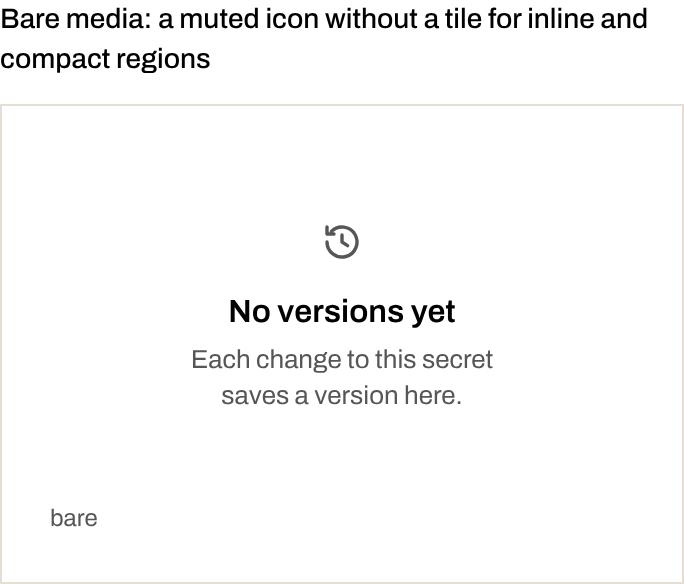 Bare media: a muted icon without a tile for inline and
compact regions
No versions yet
Each change to this secret
saves a version here.
bare